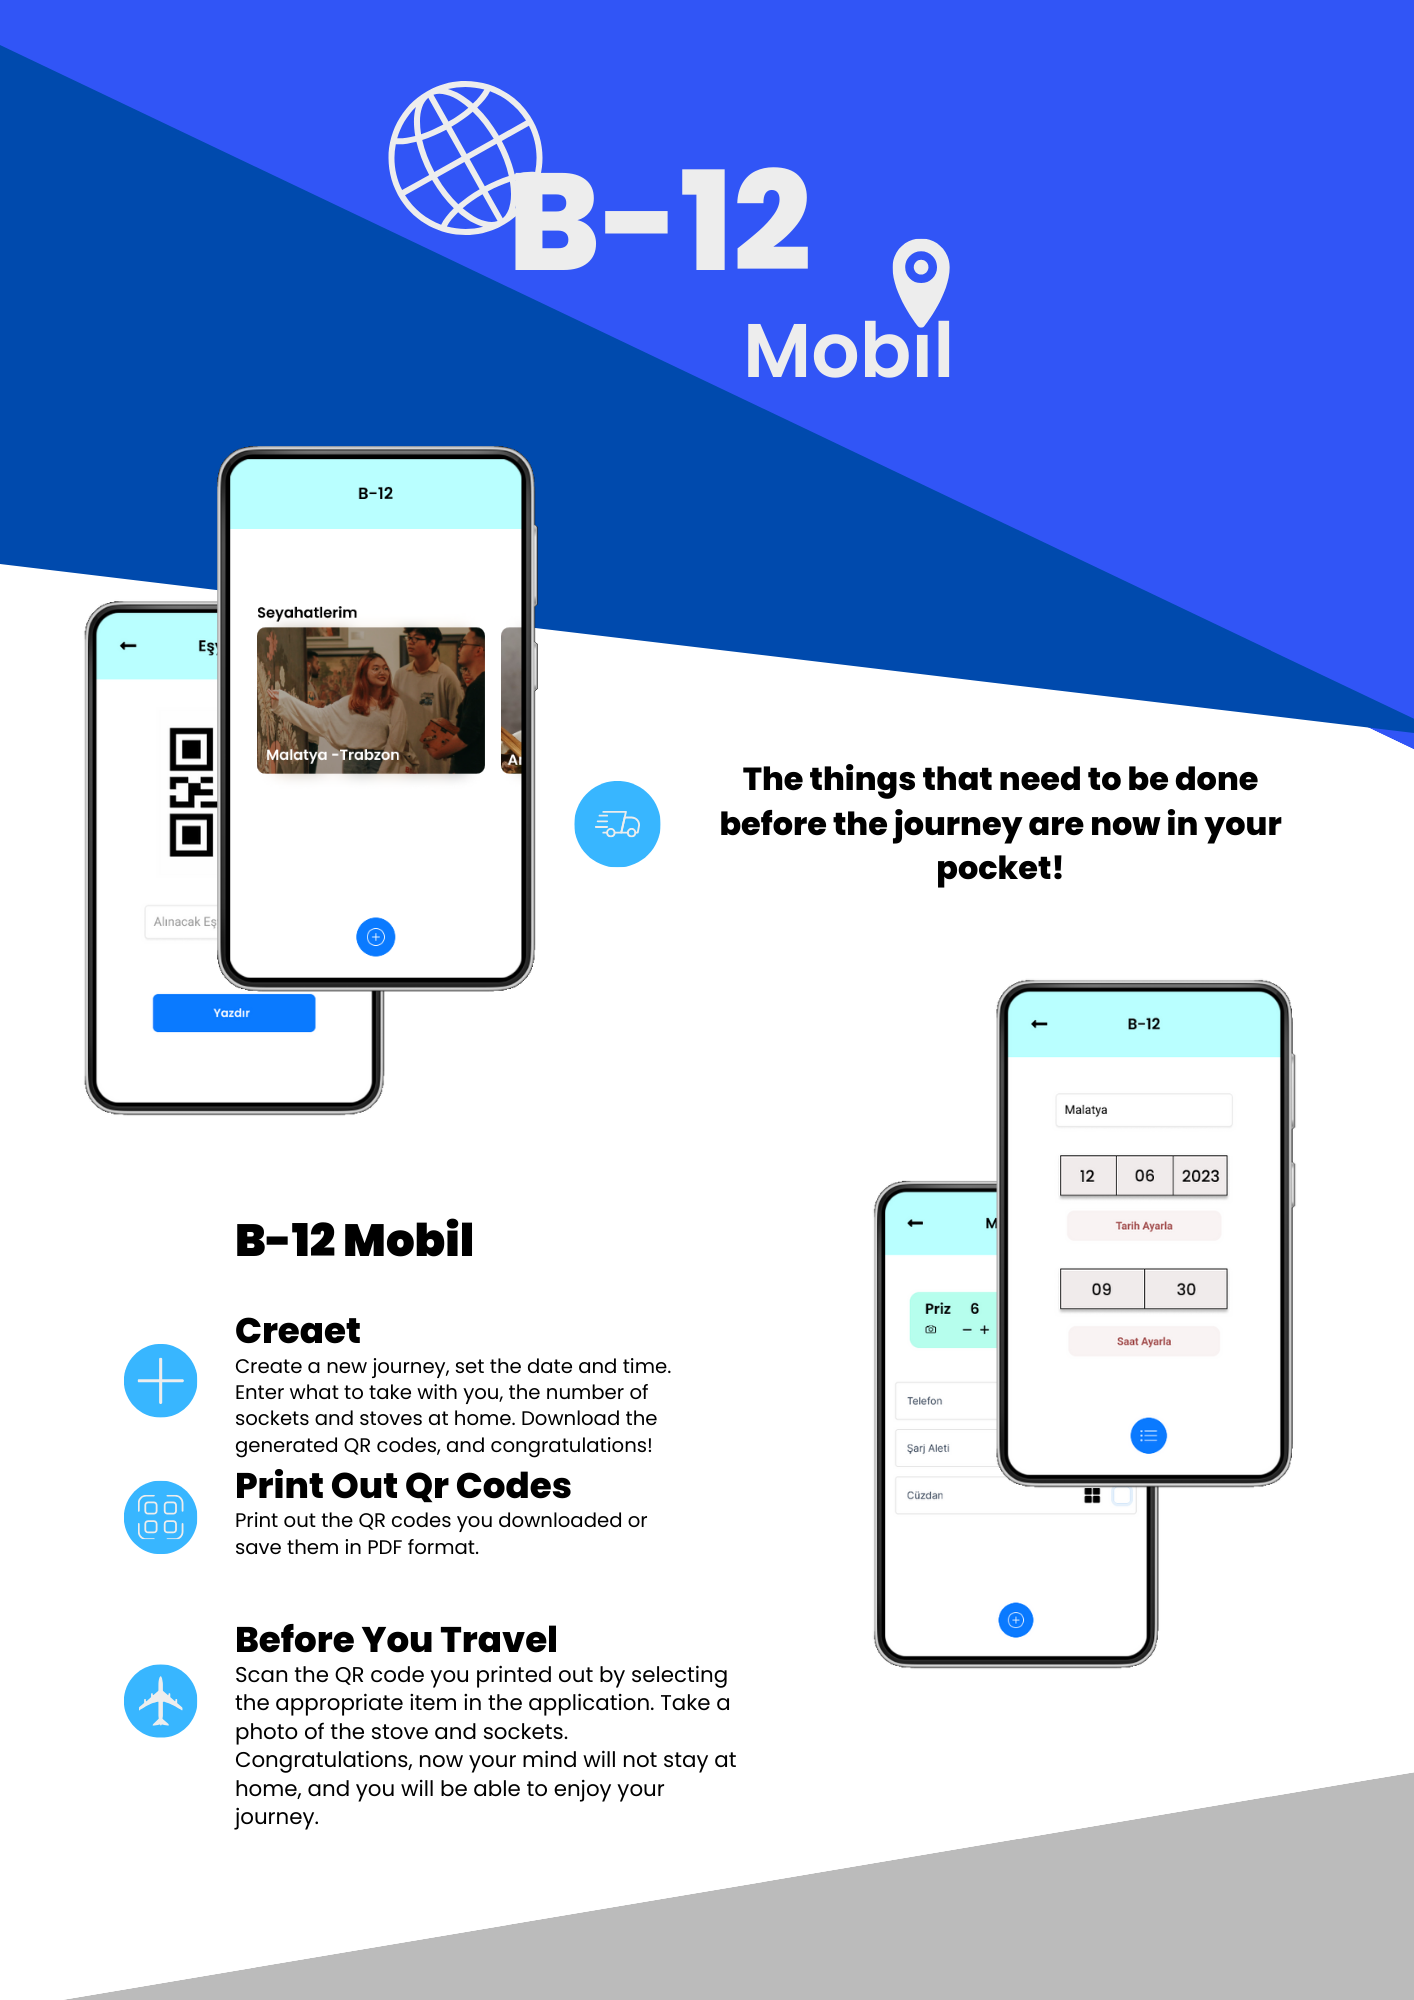 B-12
Mobil
B-12
Seyahatlerim
Malatya -Trabzon
Alınacak
Yazdır
The things that need to be done
before the journey are now in your
pocket!
B-12
Malatya
12 06 2023
Tarih Ayarla
09 30
Saat Ayarla
Priz 6
Telefon
Şarj Aleti
Cüzdan
B-12 Mobil
Creaet
Create a new journey, set the date and time.
Enter what to take with you, the number of
sockets and stoves at home. Download the
generated QR codes, and congratulations!
Print Out Qr Codes
Print out the QR codes you downloaded or
save them in PDF format.
Before You Travel
Scan the QR code you printed out by selecting
the appropriate item in the application. Take a
photo of the stove and sockets.
Congratulations, now your mind will not stay at
home, and you will be able to enjoy your
journey.